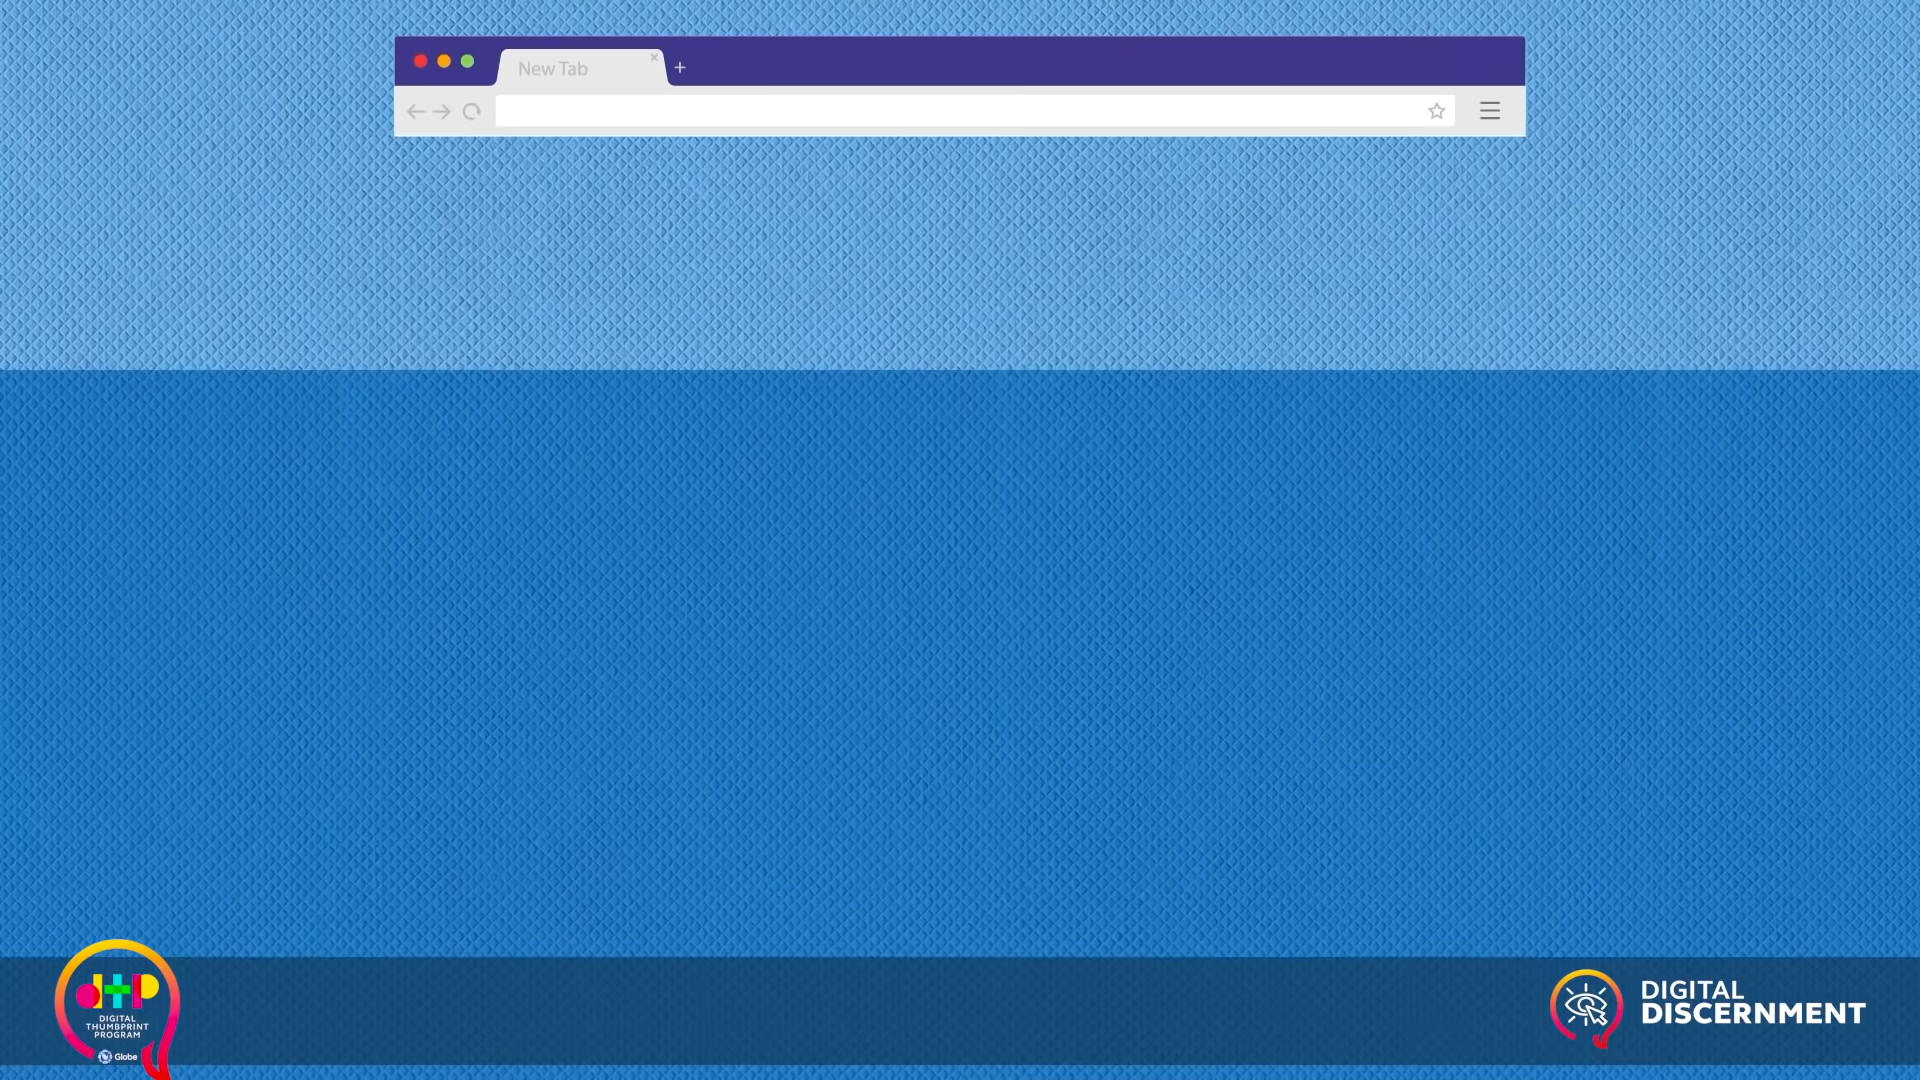 New Tab
DIGITAL
THUMBPRINT
PROGRAM
Globe
DIGITAL
DISCERNMENT